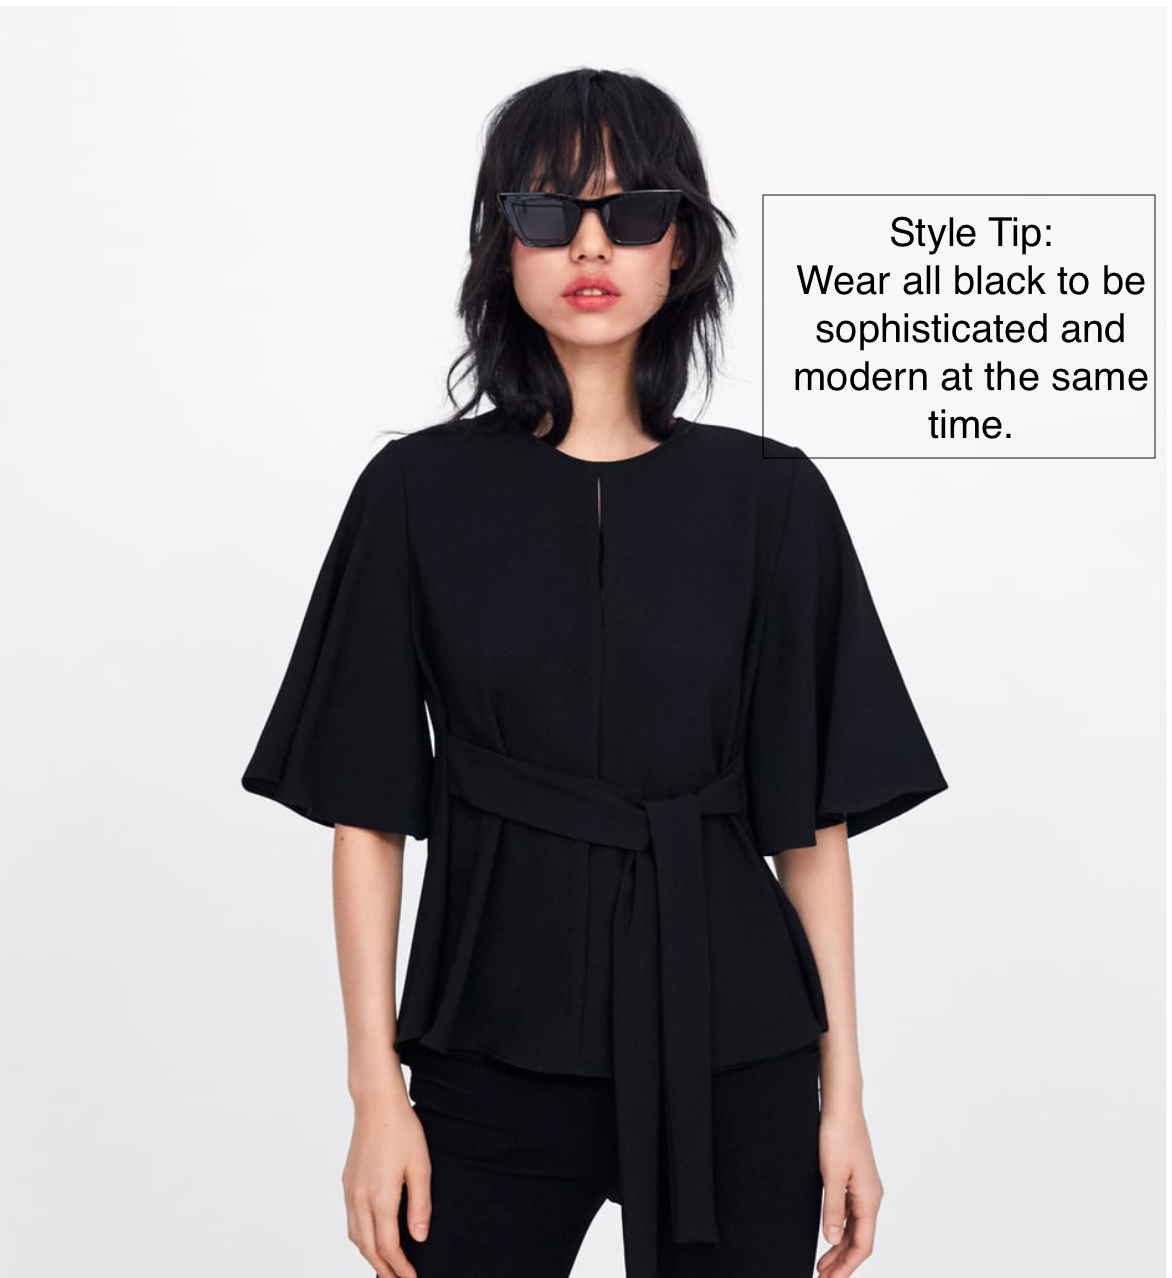 Style Tip:
Wear all black to be
sophisticated and
modern at the same
time.